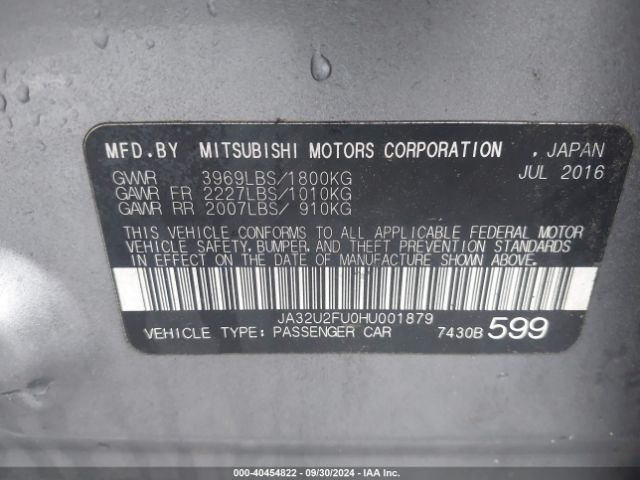 MFD.BY MITSUBISHI MOTORS CORPORATION , JAPAN
GVWR 3969LBS/1800KG JUL 2016
GAWR FR 2227LBS/1010KG
GAWR RR 2007LBS/ 910KG
THIS VEHICLE CONFORMS TO ALL APPLICABLE FEDERAL MOTOR
VEHICLE SAFETY, BUMPER, AND THEFT PREVENTION STANDARDS
IN EFFECT ON THE DATE OF MANUFACTURE SHOWN ABOVE.
JA32U2FU0HU001879
VEHICLE TYPE: PASSENGER CAR 7430B 599
000-40454822 - 09/30/2024 - IAA Inc.